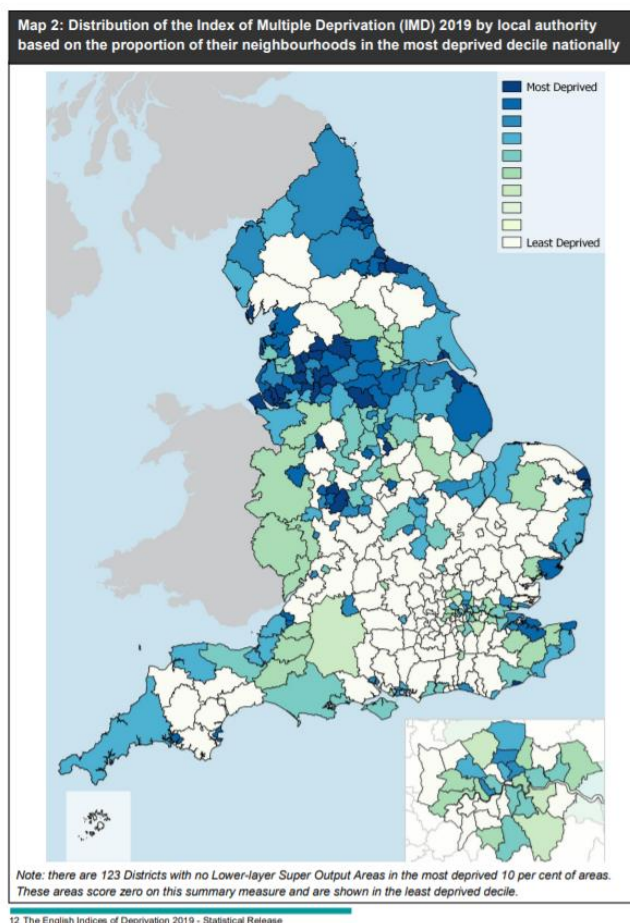 Map 2: Distribution of the Index of Multiple Deprivation (IMD) 2019 by local authority
based on the proportion of their neighbourhoods in the most deprived decile nationally
Most Deprived
Least Deprived
Note: there are 123 Districts with no Lower-layer Super Output Areas in the most deprived 10 per cent of areas.
These areas score zero on this summary measure and are shown in the least deprived decile.
12 The English Indices of Deprivation 2019 - Statistical Release